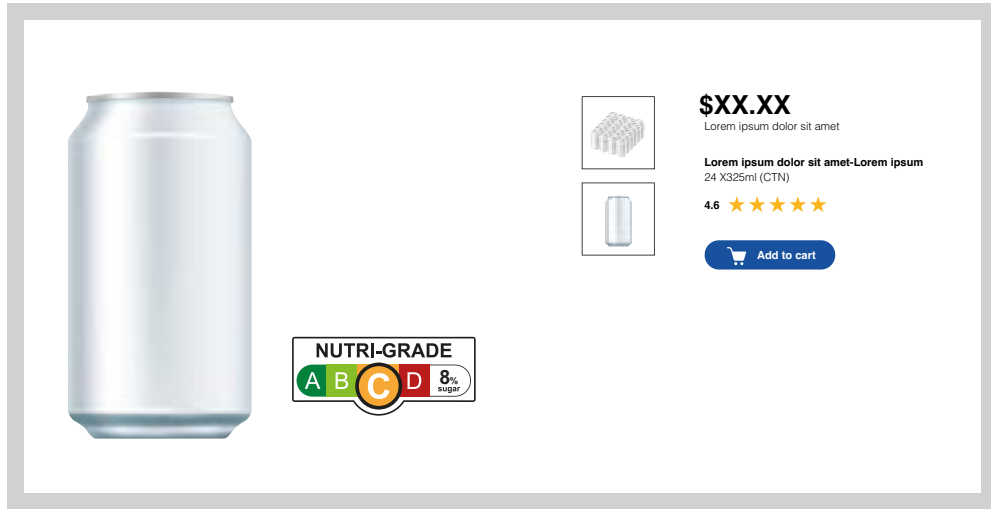 $XX.XX
Lorem ipsum dolor sit amet
Lorem ipsum dolor sit amet-Lorem ipsum
24 X325ml (CTN)
4.6
Add to cart
NUTRI-GRADE
A B C D 8% sugar